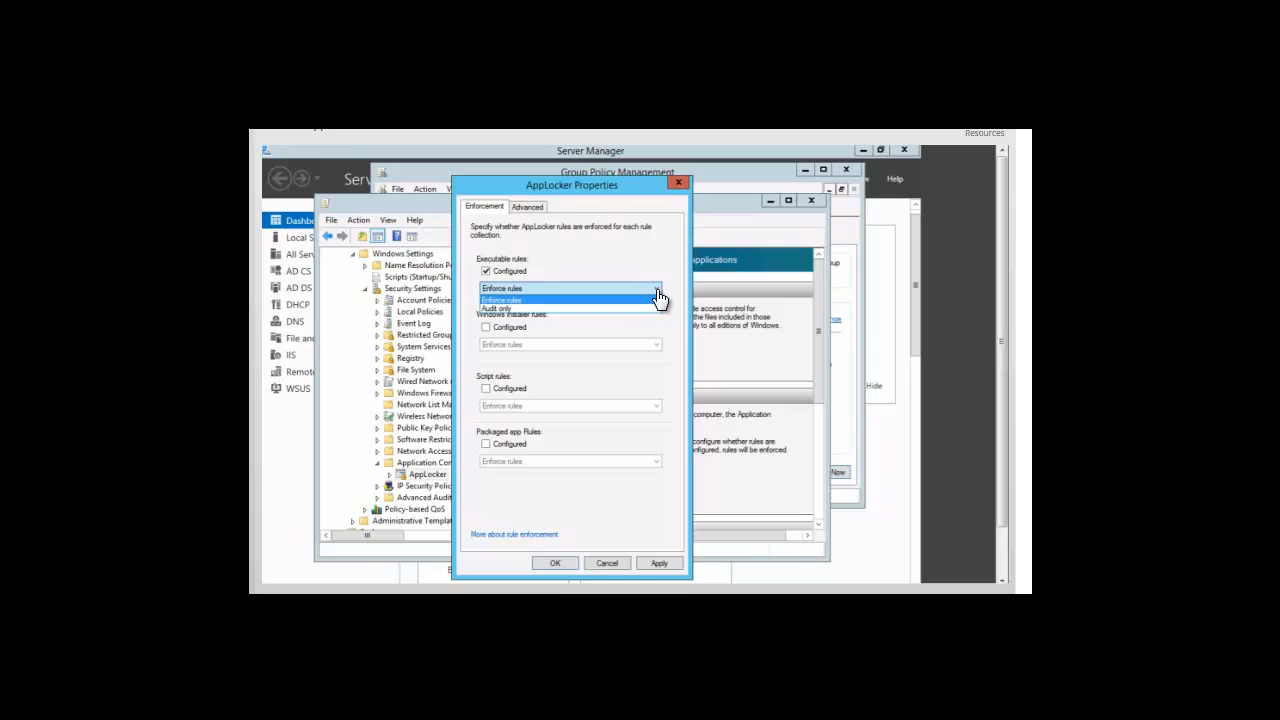 Resources
Server Manager
Group Policy Management
Help
File Action
AppLocker Properties
File Action View Help
Enforcement Advanced
Specify whether AppLocker rules are enforced for each rule
collection.
Executable rules:
Configured
Enforce rules
Enforce rules
Audit only
Windows Installer rules:
Configured
Enforce rules
Script rules:
Configured
Enforce rules
Packaged app Rules:
Configured
Enforce rules
More about rule enforcement
OK Cancel Apply
Serv
Dashbo
Local S
All Serv
AD CS
AD DS
DHCP
DNS
File and
IIS
Remote
WSUS
Windows Settings
Name Resolution P
Scripts (Startup/Shu
Security Settings
Account Policie
Local Policies
Event Log
Restricted Group
System Services
Registry
File System
Wired Network
Windows Firew
Network List Ma
Wireless Netwo
Public Key Polic
Software Restric
Network Access
Application Con
AppLocker
IP Security Polic
Advanced Audit
Policy-based QoS
Administrative Templat
pplications
de access control for
the files included in those
ply to all editions of Windows.
computer, the Application
configure whether rules are
nfigured, rules will be enforced
Hide
Now